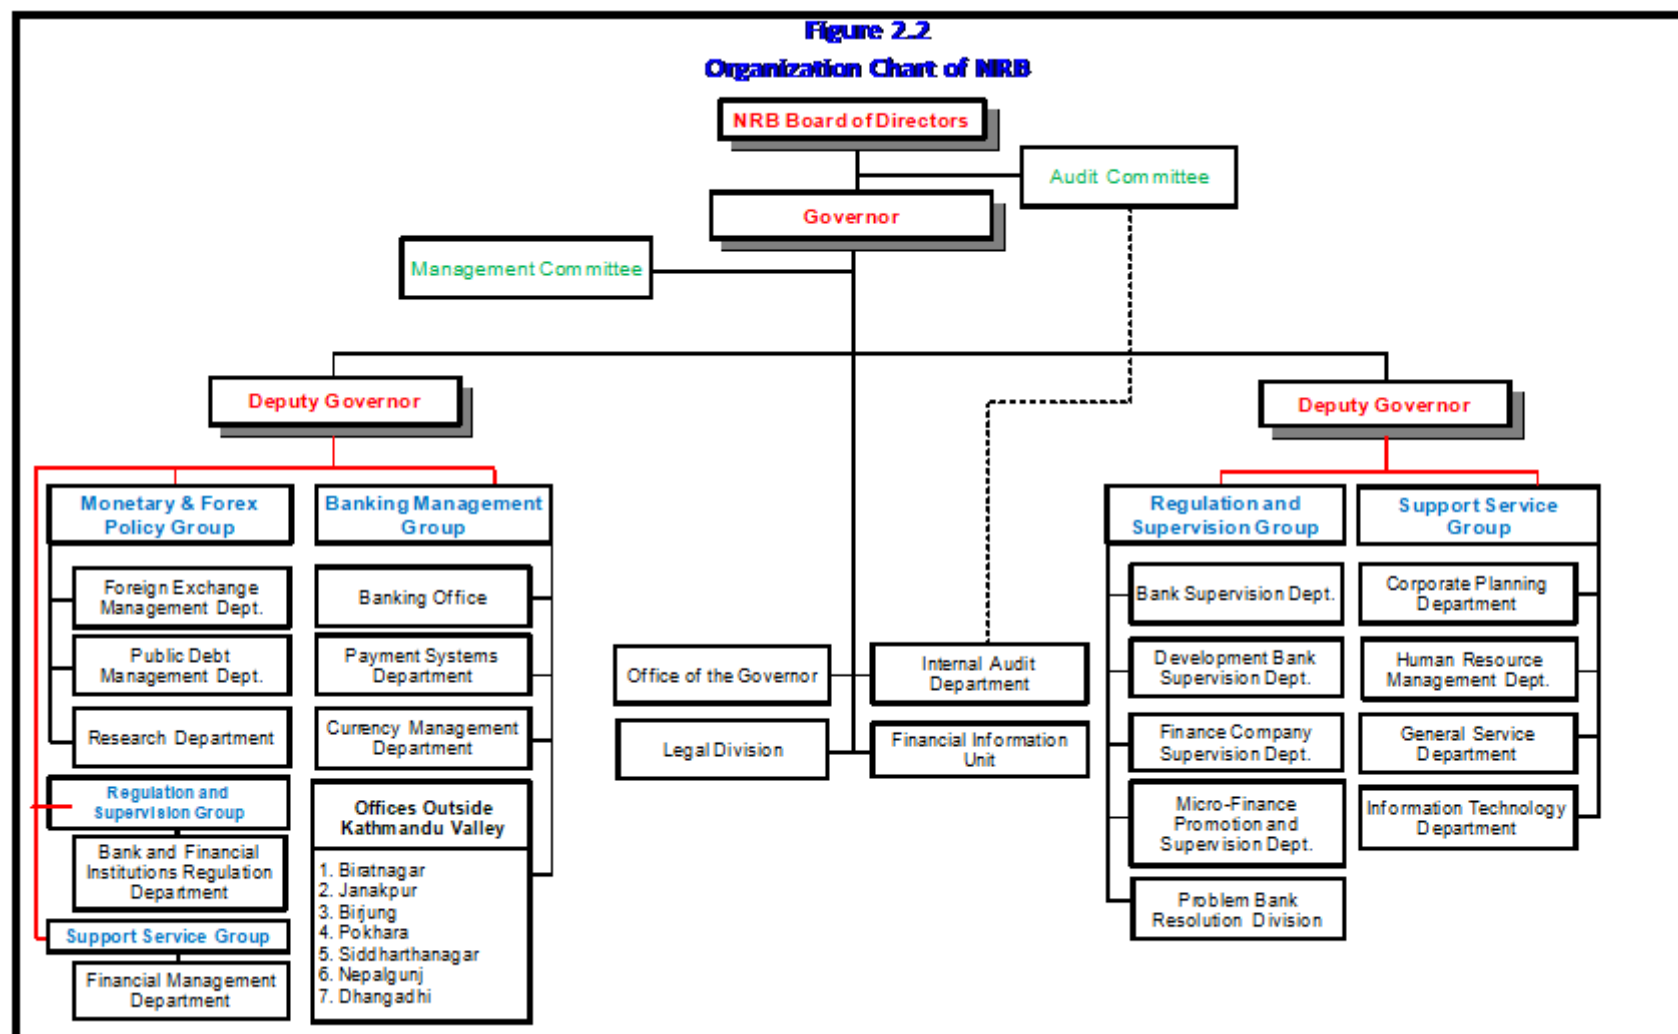 Figure 2.2
Organization Chart of NRB
NRB Board of Directors
Audit Committee
Governor
Management Committee
Deputy Governor
Deputy Governor
Monetary & Forex
Policy Group
Foreign Exchange
Management Dept.
Public Debt
Management Dept.
Research Department
Regulation and
Supervision Group
Bank and Financial
Institutions Regulation
Department
Support Service Group
Financial Management
Department
Banking Management
Group
Banking Office
Payment Systems
Department
Currency Management
Department
Offices Outside
Kathmandu Valley
1. Biratnagar
2. Janakpur
3. Birjung
4. Pokhara
5. Siddharthanagar
6. Nepalgunj
7. Dhangadhi
Office of the Governor
Internal Audit
Department
Legal Division
Financial Information
Unit
Regulation and
Supervision Group
Bank Supervision Dept.
Development Bank
Supervision Dept.
Finance Company
Supervision Dept.
Micro-Finance
Promotion and
Supervision Dept.
Problem Bank
Resolution Division
Support Service
Group
Corporate Planning
Department
Human Resource
Management Dept.
General Service
Department
Information Technology
Department